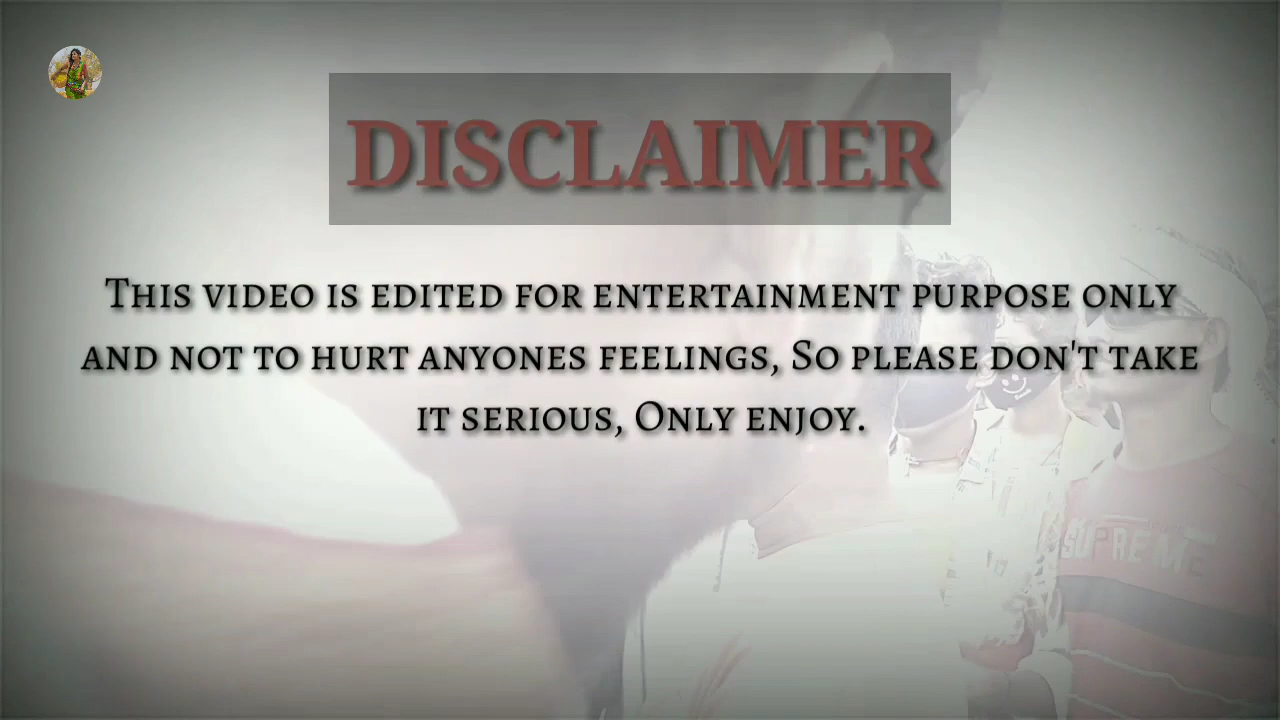 DISCLAIMER
This video is edited for entertainment purpose only
and not to hurt anyones feelings, So please don't take
it serious, Only enjoy.
SUPREME